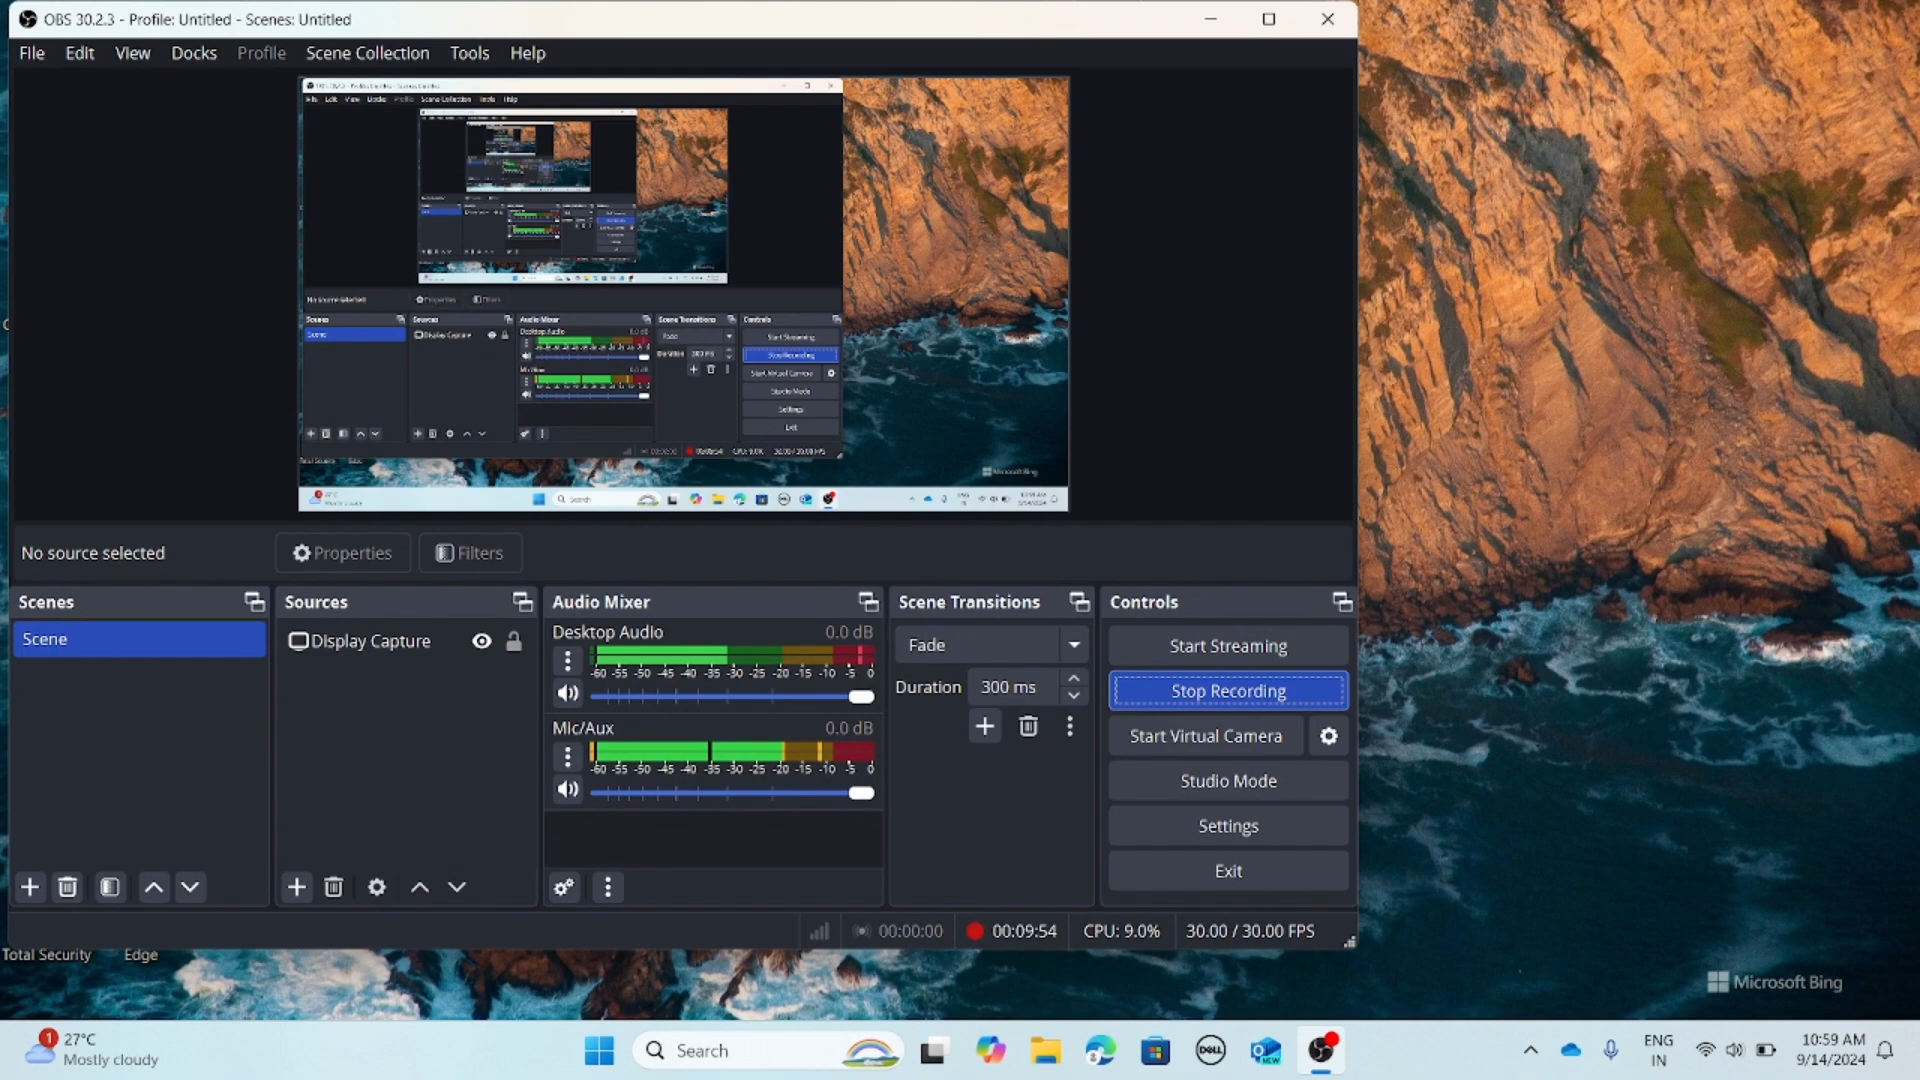 OBS 30.2.3 - Profile: Untitled - Scenes: Untitled
File Edit View Docks Profile Scene Collection Tools Help
No source selected Properties Filters
Scenes
Scene
Sources
Display Capture
Audio Mixer
Desktop Audio 0.0 dB
-60 -55 -50 -45 -40 -35 -30 -25 -20 -15 -10 -5 0
Mic/Aux 0.0 dB
-60 -55 -50 -45 -40 -35 -30 -25 -20 -15 -10 -5 0
Scene Transitions
Fade
Duration 300 ms
Controls
Start Streaming
Stop Recording
Start Virtual Camera
Studio Mode
Settings
Exit
00:00:00 00:09:54 CPU: 9.0% 30.00 / 30.00 FPS
Total Security Edge
Microsoft Bing
1
27°C
Mostly cloudy
Search
DELL
NEW
ENG
IN
10:59 AM
9/14/2024